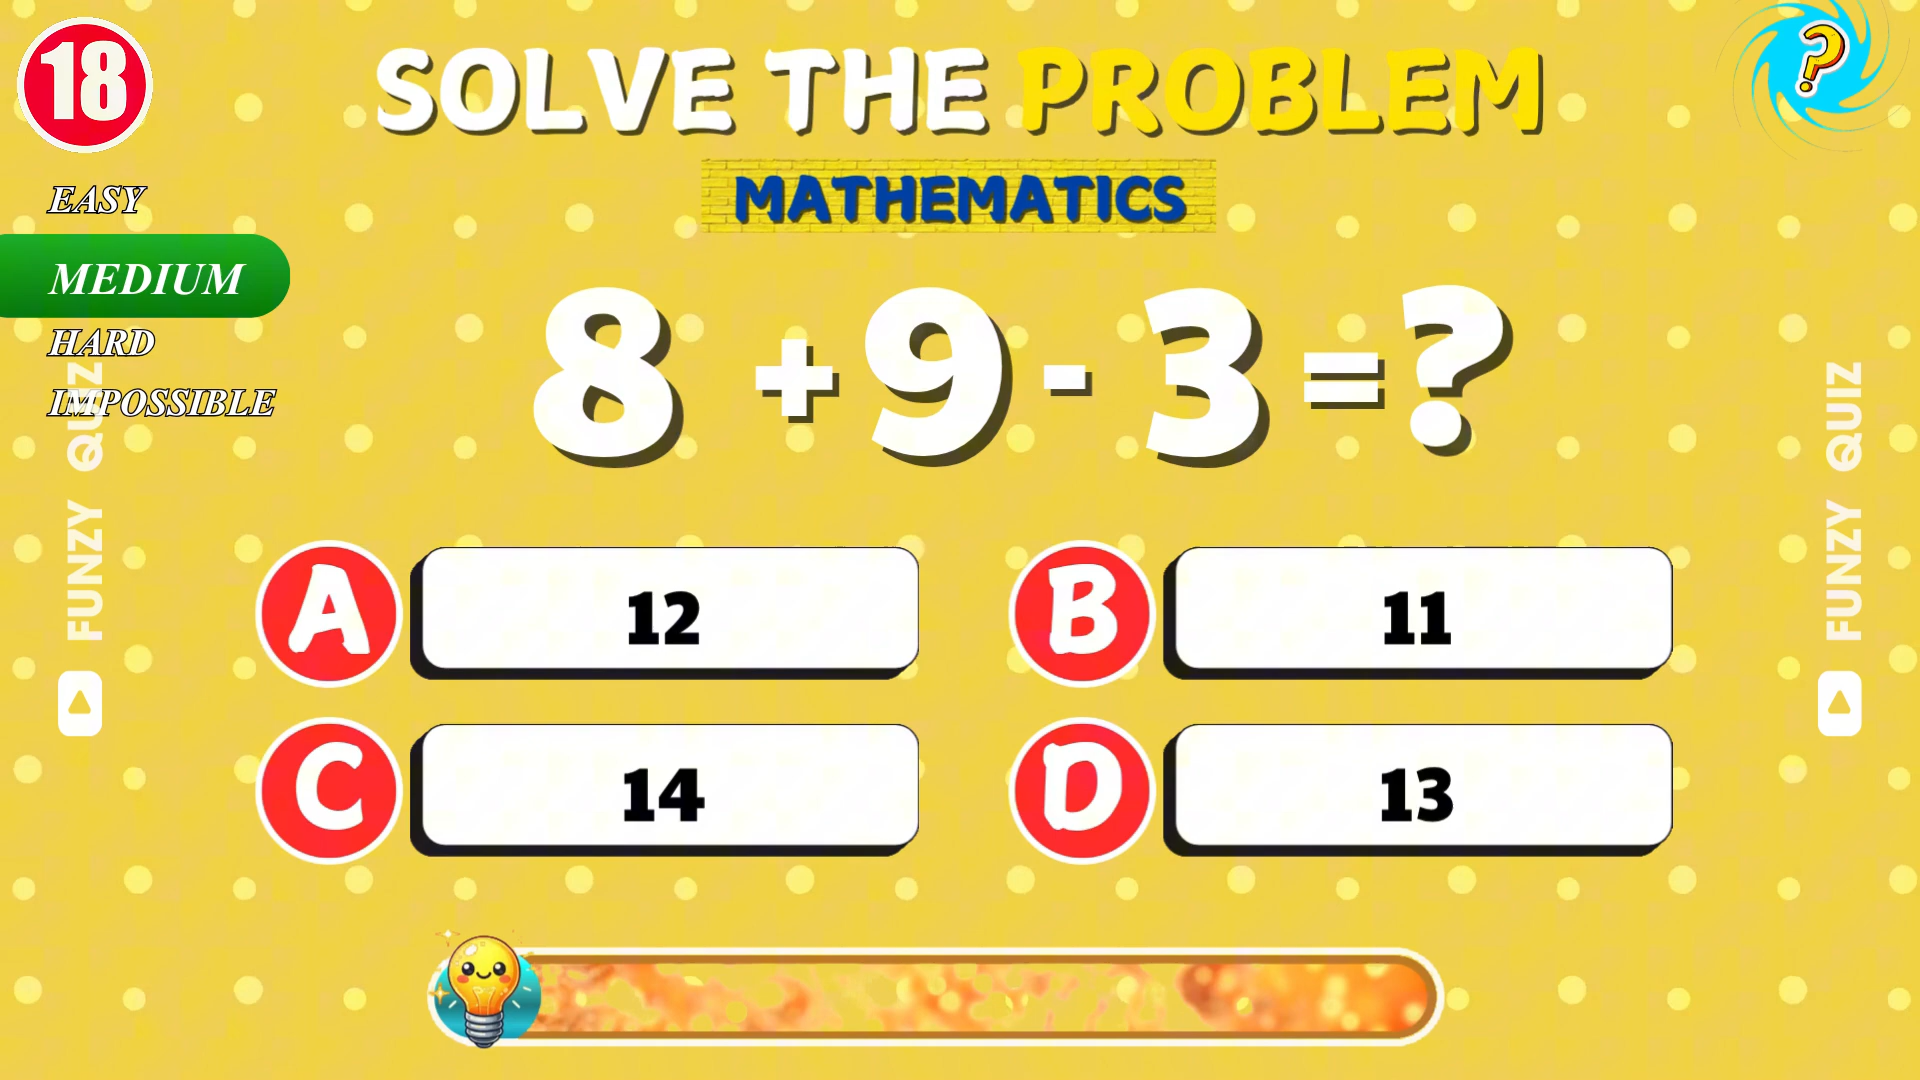 18
SOLVE THE PROBLEM
?
EASY
MATHEMATICS
MEDIUM
8 + 9 - 3 = ?
HARD
IMPOSSIBLE
FUNZY QUIZ
FUNZY QUIZ
A 12
B 11
C 14
D 13